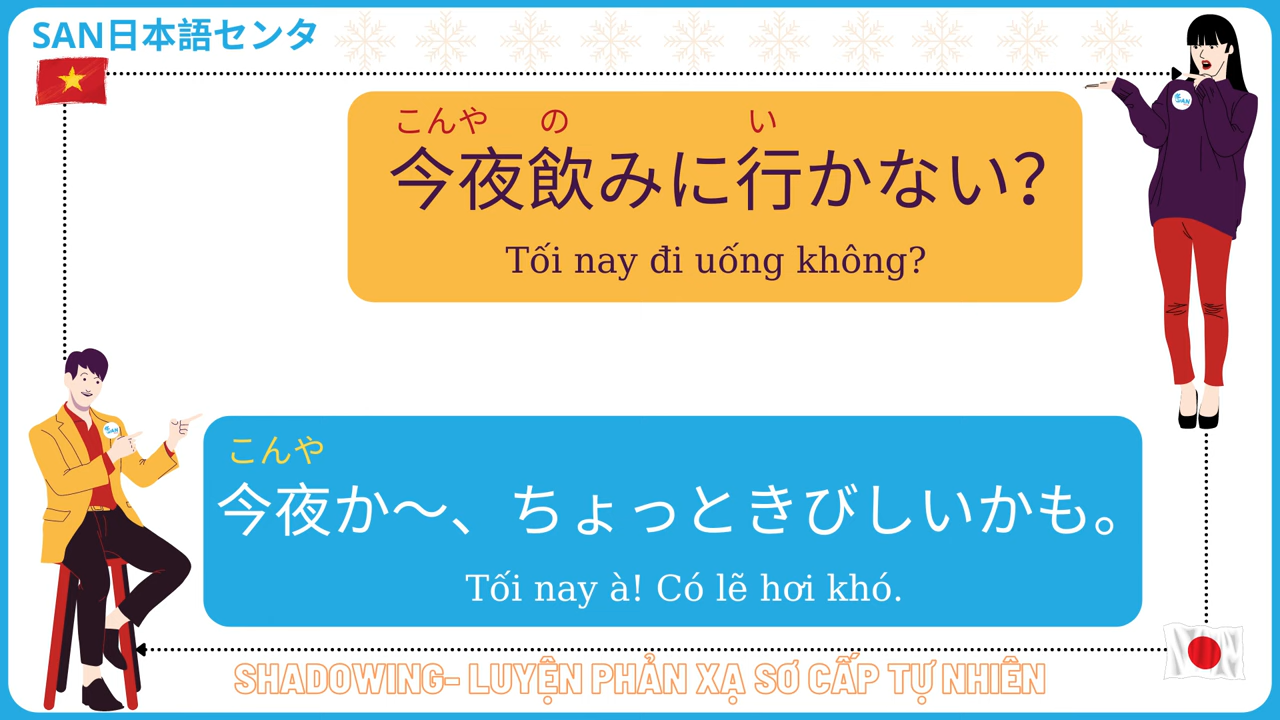 SAN日本語センタ
こんや の い
今夜飲みに行かない?
Tối nay đi uống không?
こんや
今夜か〜、ちょっときびしいかも。
Tối nay à! Có lẽ hơi khó.
SHADOWING- LUYỆN PHẢN XẠ SƠ CẤP TỰ NHIÊN
SAN
SAN